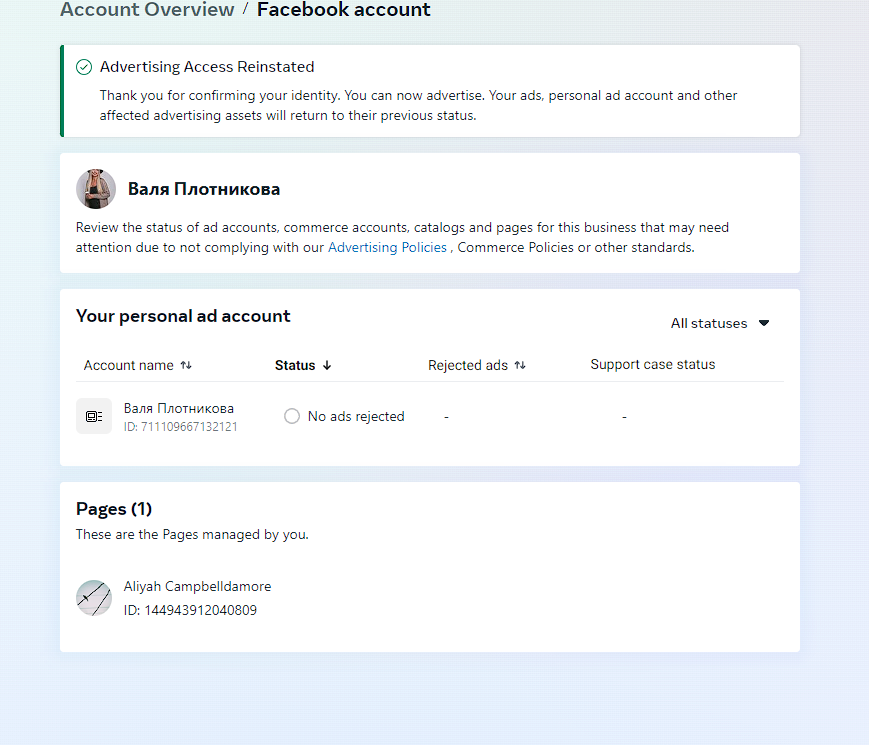 Account Overview / Facebook account
Advertising Access Reinstated
Thank you for confirming your identity. You can now advertise. Your ads, personal ad account and other
affected advertising assets will return to their previous status.
Валя Плотникова
Review the status of ad accounts, commerce accounts, catalogs and pages for this business that may need
attention due to not complying with our Advertising Policies , Commerce Policies or other standards.
Your personal ad account
All statuses
Account name Status Rejected ads Support case status
Валя Плотникова
ID: 711109667132121
No ads rejected - -
Pages (1)
These are the Pages managed by you.
Aliyah Campbelldamore
ID: 144943912040809